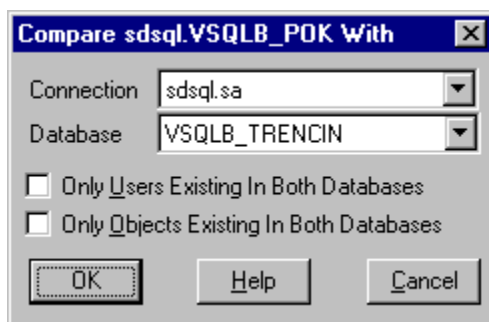 Compare sdsql.VSQLB_POK With
Connection sdsql.sa
Database VSQLB_TRENCIN
Only Users Existing In Both Databases
Only Objects Existing In Both Databases
OK Help Cancel